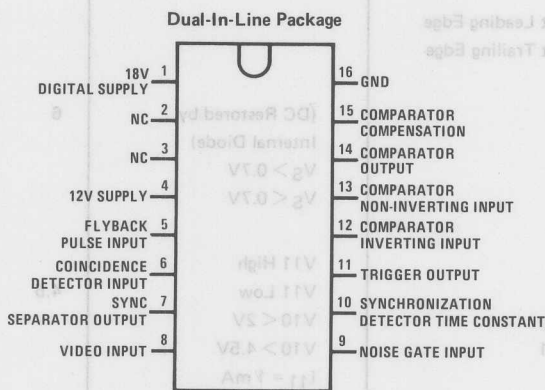 Dual-In-Line Package
18V
DIGITAL SUPPLY
1
NC
2
NC
3
12V SUPPLY
4
FLYBACK
PULSE INPUT
5
COINCIDENCE
DETECTOR INPUT
6
SYNC
SEPARATOR OUTPUT
7
VIDEO INPUT
8
16
GND
15
COMPARATOR
COMPENSATION
14
COMPARATOR
OUTPUT
13
COMPARATOR
NON-INVERTING INPUT
12
COMPARATOR
INVERTING INPUT
11
TRIGGER OUTPUT
10
SYNCHRONIZATION
DETECTOR TIME CONSTANT
9
NOISE GATE INPUT